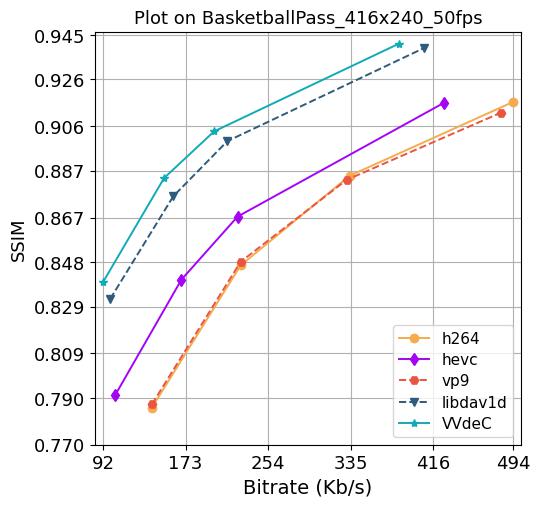 Plot on BasketballPass_416x240_50fps
SSIM
0.945
0.926
0.906
0.887
0.867
0.848
0.829
0.809
0.790
0.770
h264
hevc
vp9
libdav1d
VVdeC
92 173 254 335 416 494
Bitrate (Kb/s)